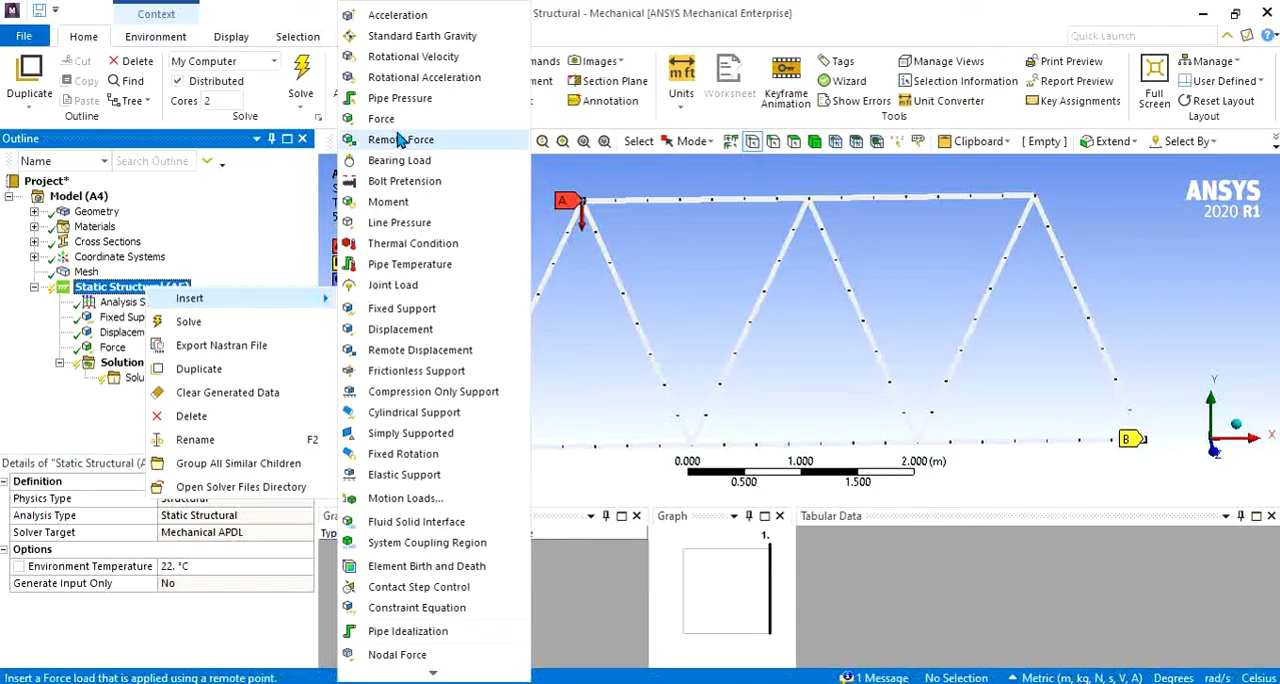 Context
Structural - Mechanical [ANSYS Mechanical Enterprise]
File
Home
Environment
Display
Selection
Quick Launch
Duplicate
Cut
Copy
Paste
Delete
Find
Tree
Outline
My Computer
Distributed
Cores 2
Solve
Solve
Images
Section Plane
Annotation
Units
Worksheet
Keyframe Animation
Tags
Wizard
Show Errors
Manage Views
Selection Information
Unit Converter
Print Preview
Report Preview
Key Assignments
Tools
Full Screen
Manage
User Defined
Reset Layout
Layout
Outline
Name
Search Outline
Project*
Model (A4)
Geometry
Materials
Cross Sections
Coordinate Systems
Mesh
Static Structural (A5)
Analysis S
Fixed Sup
Displacem
Force
Solution
Solu
Insert
Solve
Export Nastran File
Duplicate
Clear Generated Data
Delete
Rename F2
Group All Similar Children
Open Solver Files Directory
Acceleration
Standard Earth Gravity
Rotational Velocity
Rotational Acceleration
Pipe Pressure
Force
Remote Force
Bearing Load
Bolt Pretension
Moment
Line Pressure
Thermal Condition
Pipe Temperature
Joint Load
Fixed Support
Displacement
Remote Displacement
Frictionless Support
Compression Only Support
Cylindrical Support
Simply Supported
Fixed Rotation
Elastic Support
Motion Loads...
Fluid Solid Interface
System Coupling Region
Element Birth and Death
Contact Step Control
Constraint Equation
Pipe Idealization
Nodal Force
Select
Mode
Clipboard
[ Empty ]
Extend
Select By
A
B
ANSYS
2020 R1
Y
X
Z
0.000 1.000 2.000 (m)
0.500 1.500
Details of "Static Structural (A
Definition
Physics Type Structural
Analysis Type Static Structural
Solver Target Mechanical APDL
Options
Environment Temperature 22. °C
Generate Input Only No
Graph
1.
Tabular Data
Insert a Force load that is applied using a remote point.
1 Message
No Selection
Metric (m, kg, N, s, V, A)
Degrees
rad/s
Celsius